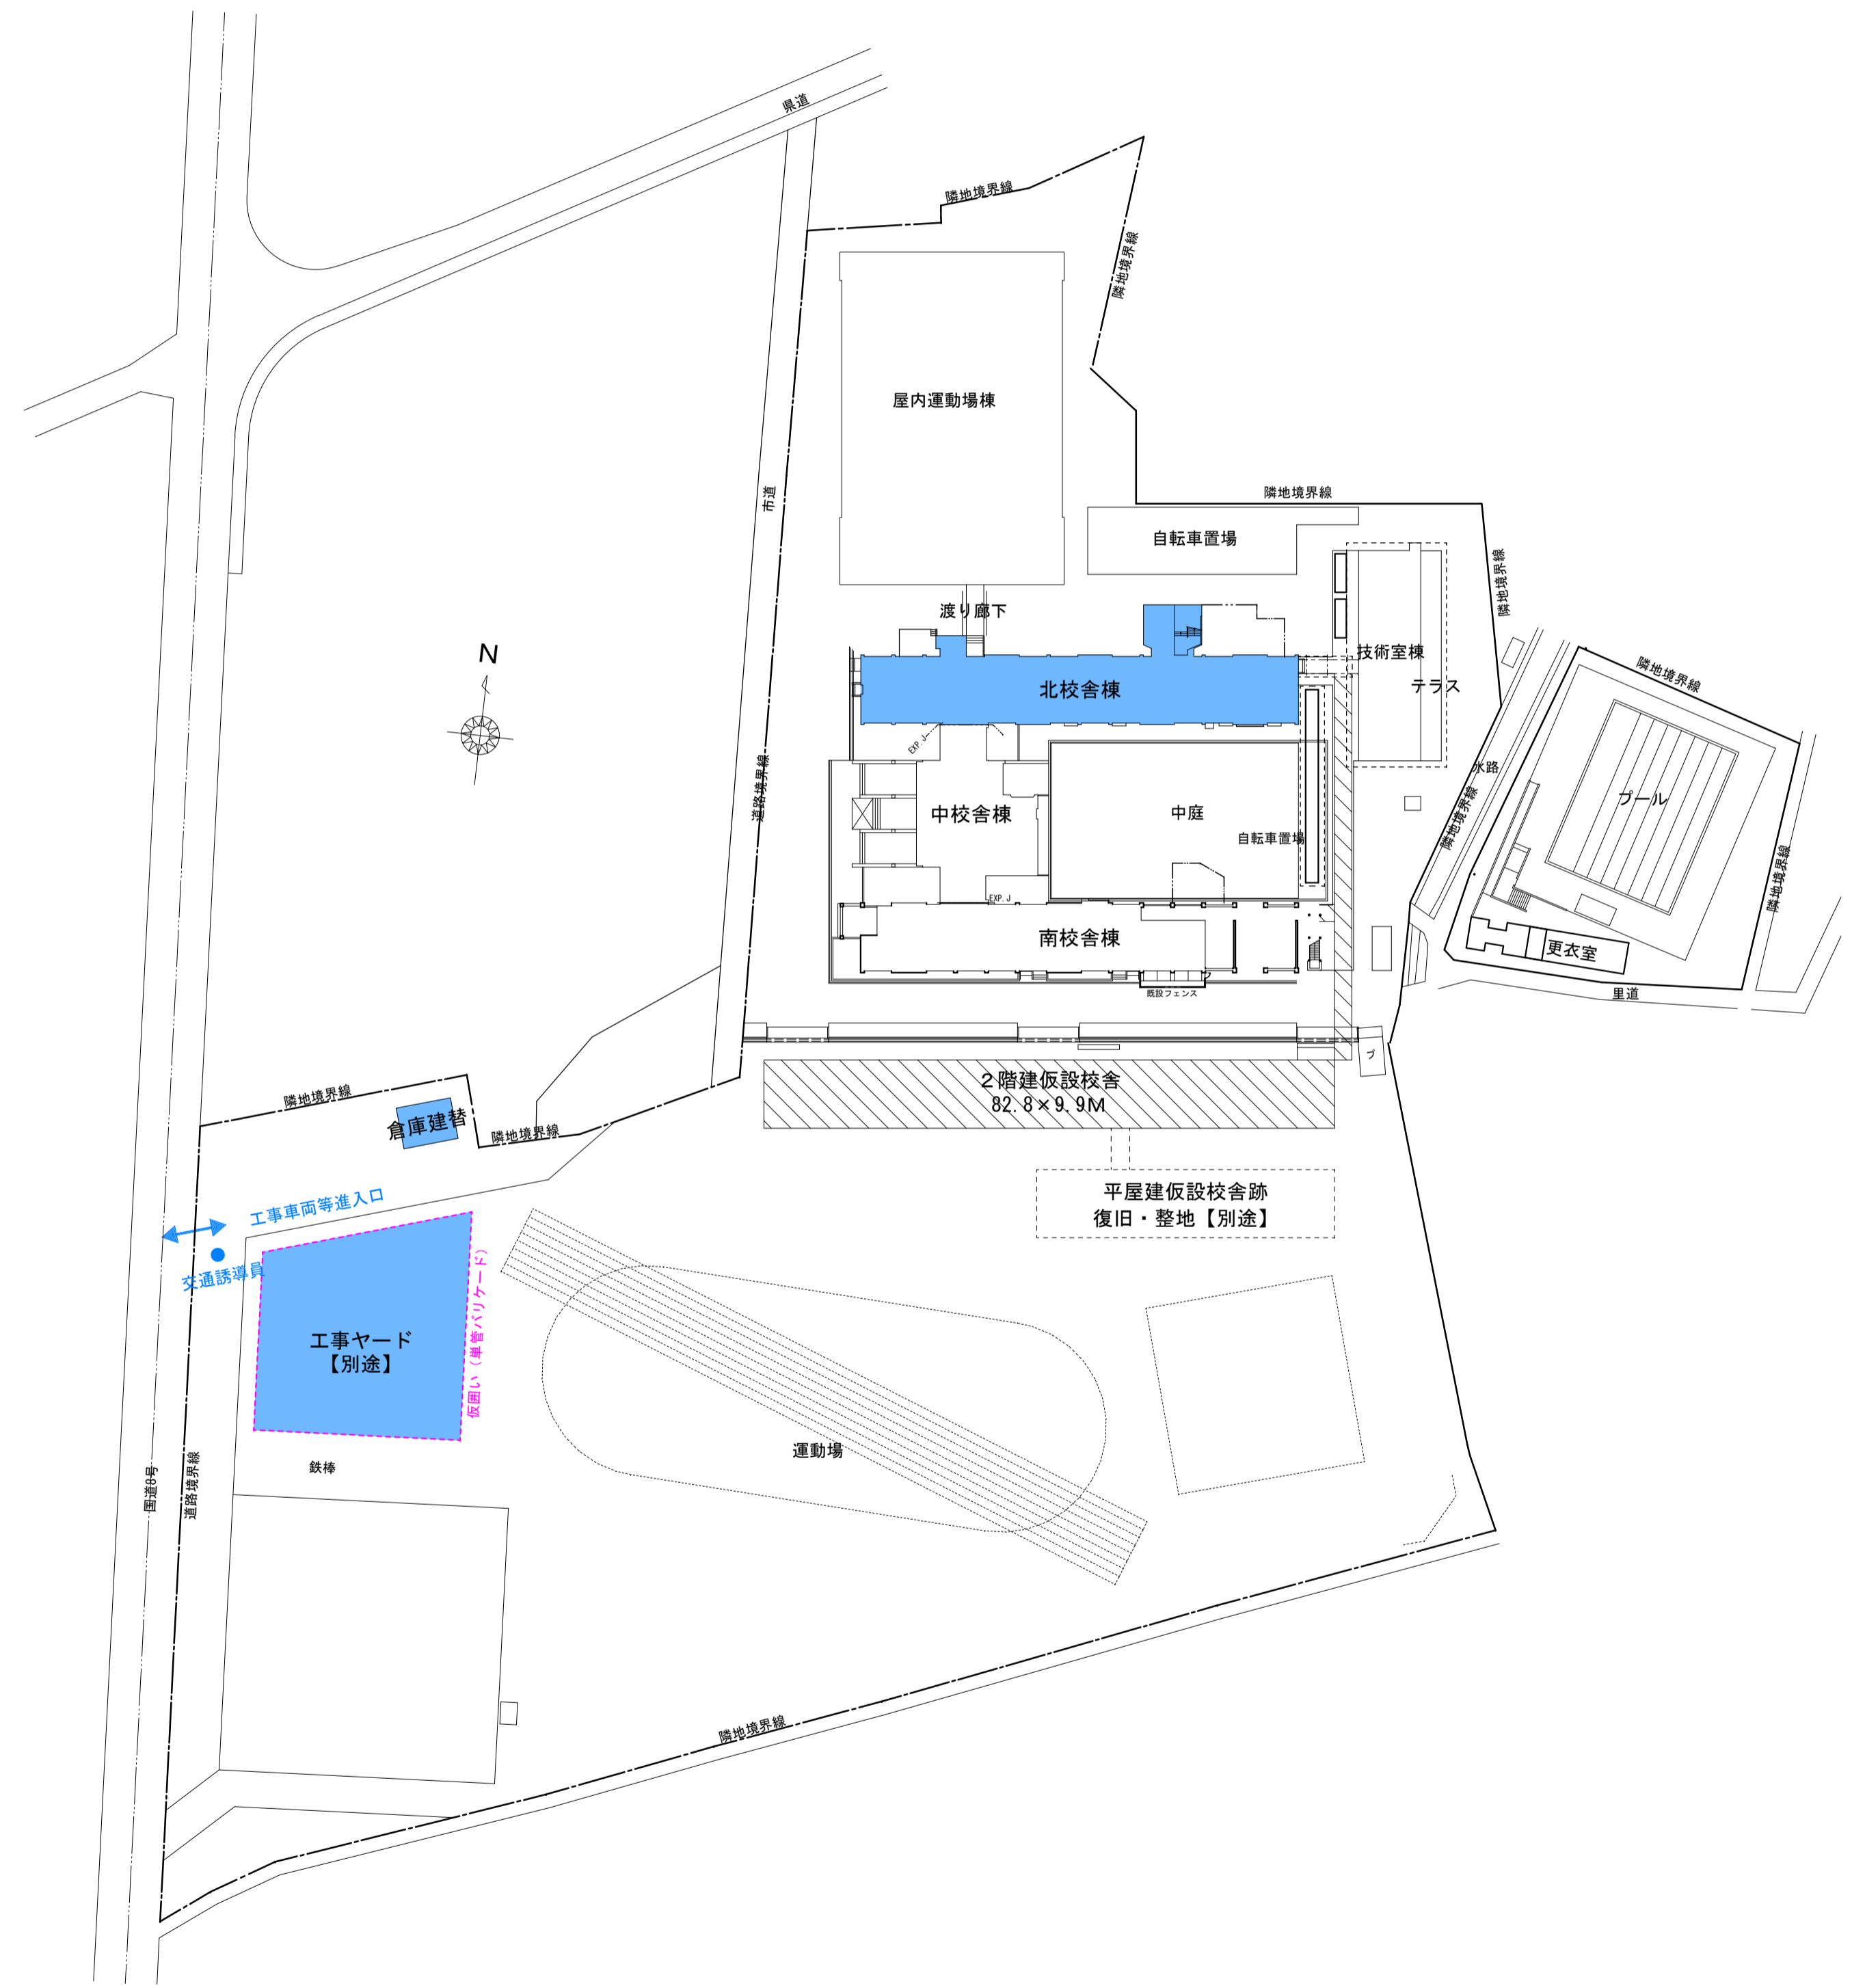 県道
隣地境界線
隣地境界線
屋内運動場棟
市道
隣地境界線
自転車置場
隣地境界線
渡り廊下
N
技術室棟
隣地境界線
北校舎棟
テラス
EXP.J
水路
道路境界線
プール
中校舎棟
中庭
隣地境界線
自転車置場
隣地境界線
EXP.J
南校舎棟
更衣室
既設フェンス
里道
プ
2階建仮設校舎
82.8×9.9M
隣地境界線
倉庫建替
隣地境界線
平屋建仮設校舎跡
復旧・整地【別途】
工事車両等進入口
交通誘導員
工事ヤード
【別途】
仮囲い（単管バリケード）
運動場
鉄棒
国道8号
道路境界線
隣地境界線